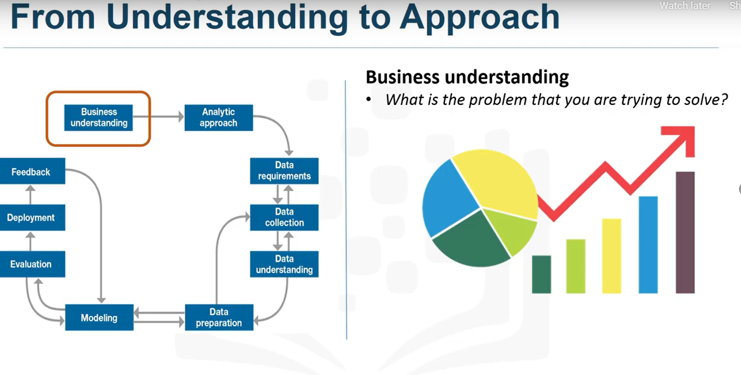 From Understanding to Approach
Watch later
Sh
Business understanding
• What is the problem that you are trying to solve?
Business
understanding
Analytic
approach
Data
requirements
Data
collection
Data
understanding
Data
preparation
Modeling
Evaluation
Deployment
Feedback